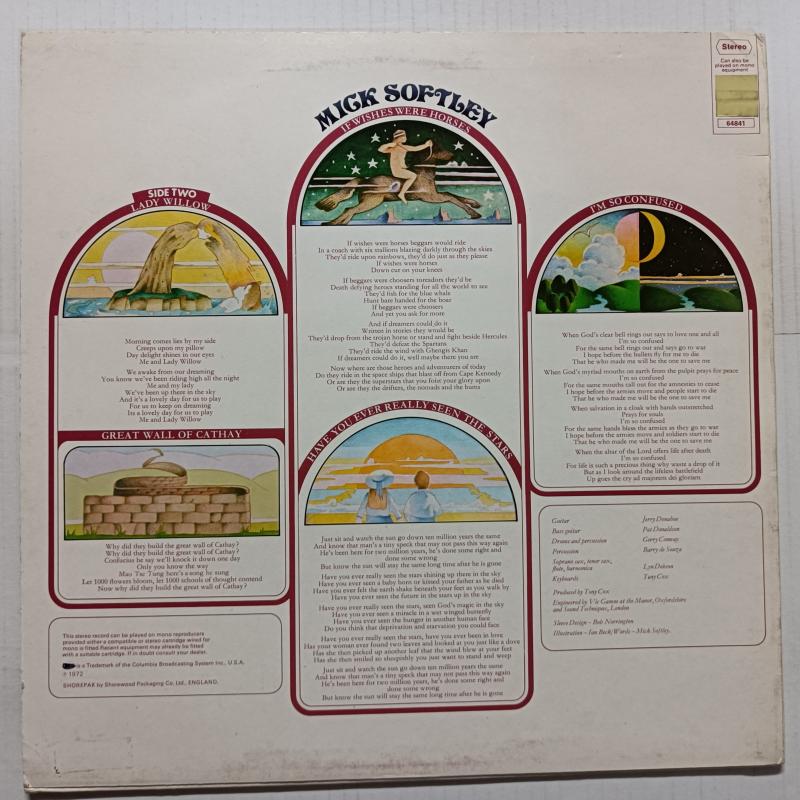 Stereo
Can also be
played on mono
equipment
64841
MICK SOFTLEY
IF WISHES WERE HORSES
If wishes were horses beggars would ride
In a coach with six stallions blazing darkly through the skies
They'd ride upon rainbows, they'd do just as they please
If wishes were horses
Down cut on your knees
If beggars were choosers toreadors they'd be
Death defying heroes standing for all the world to see
They'd fish for the blue whale
Hunt bare handed for the boar
If beggars were choosers
And yet you ask for more
And if dreamers could do it
Written in stories they would be
They'd drop from the trojan horse or stand and fight beside Hercules
They'd defeat the Spartans
They'd ride the wind with Ghengis Khan
If dreamers could do it, well maybe them you are
Now where are those heroes and adventurers of today
Do they ride in the space ships that blast off from Cape Kennedy
Or are they the superstars that you foist your glory upon
Or are they the drifters, the nomads and the bums
SIDE TWO
LADY WILLOW
Morning comes lies by my side
Creeps upon my pillow
Day delight shines in our eyes
Me and Lady Willow
We awake from our dreaming
You know we've been riding high all the night
Me and my lady
We've been up there in the sky
And it's a lovely day for us to play
For us to keep on dreaming
Its a lovely day for us to play
Me and Lady Willow
GREAT WALL OF CATHAY
Why did they build the great wall of Cathay?
Why did they build the great wall of Cathay?
Confucius he say we'll knock it down one day
Only you know the way
Mao Tse Tung here's a song he sung
Let 1000 flowers bloom, let 1000 schools of thought contend
Now why did they build the great wall of Cathay?
HAVE YOU EVER REALLY SEEN THE STARS
Just sit and watch the sun go down ten million years the same
And know that man's a tiny speck that may not pass this way again
He's been here for two million years, he's done some right and
done some wrong
But know the sun will stay the same long time after he is gone
Have you ever really seen the stars shining up there in the sky
Have you ever seen a baby born or kissed your father as he died
Have you ever felt the earth shake beneath your feet as you walk by
Have you ever seen the future in the stars up in the sky
Have you ever really seen the stars, seen God's magic in the sky
Have you ever seen a miracle in a wet winged butterfly
Have you ever seen the hunger in another human face
Do you think that deprivation and starvation you could face
Have you ever really seen the stars, have you ever been in love
Has your woman ever found two leaves and looked at you just like a dove
Has she then picked up another leaf that the wind blew at your feet
Has she then smiled so shoepishly you just want to stand and weep
Just sit and watch the sun go down ten million years the same
And know that man's a tiny speck that may not pass this way again
He's been here for two million years, he's done some right and
done some wrong
But know the sun will stay the same long time after he is gone
I'M SO CONFUSED
When God's clear bell rings out says to love one and all
I'm so confused
For the same bell rings out and says go to war
I hope before the bullets fly for me to die
That he who made me will be the one to save me
When God's myriad mouths on earth from the pulpit prays for peace
I'm so confused
For the same mouths call out for the amnesties to cease
I hope before the armies move and people start to die
That he who made me will be the one to save me
When salvation in a cloak with hands outstretched
Prays for souls
I'm so confused
For the same hands bless the armies as they go to war
I hope before the armies move and soldiers start to die
That he who made me will be the one to save me
When the altar of the Lord offers life after death
I'm so confused
For life is such a precious thing why waste a drop of it
But as I look around the lifeless battlefield
Up goes the cry ad majorem dei gloriam
Guitar Jerry Donahue
Bass guitar Pat Donaldson
Drums and percussion Gerry Conway
Percussion Barry de Souza
Soprano sax, tenor sax,
flute, harmonica Lyn Dobson
Keyboards Tony Cox
Produced by Tony Cox
Engineered by Vic Gamm at the Manor, Oxfordshire
and Sound Techniques, London
Sleeve Design – Bob Norrington
Illustration – Ian Beck/Words – Mick Softley.
This stereo record can be played on mono reproducers
provided either a compatible or stereo cartridge wired for
mono is fitted. Recent equipment may already be fitted
with a suitable cartridge. If in doubt consult your dealer.
is a Trademark of the Columbia Broadcasting System Inc., U.S.A.
℗ 1972
SHOREPAK by Shorewood Packaging Co. Ltd., ENGLAND.